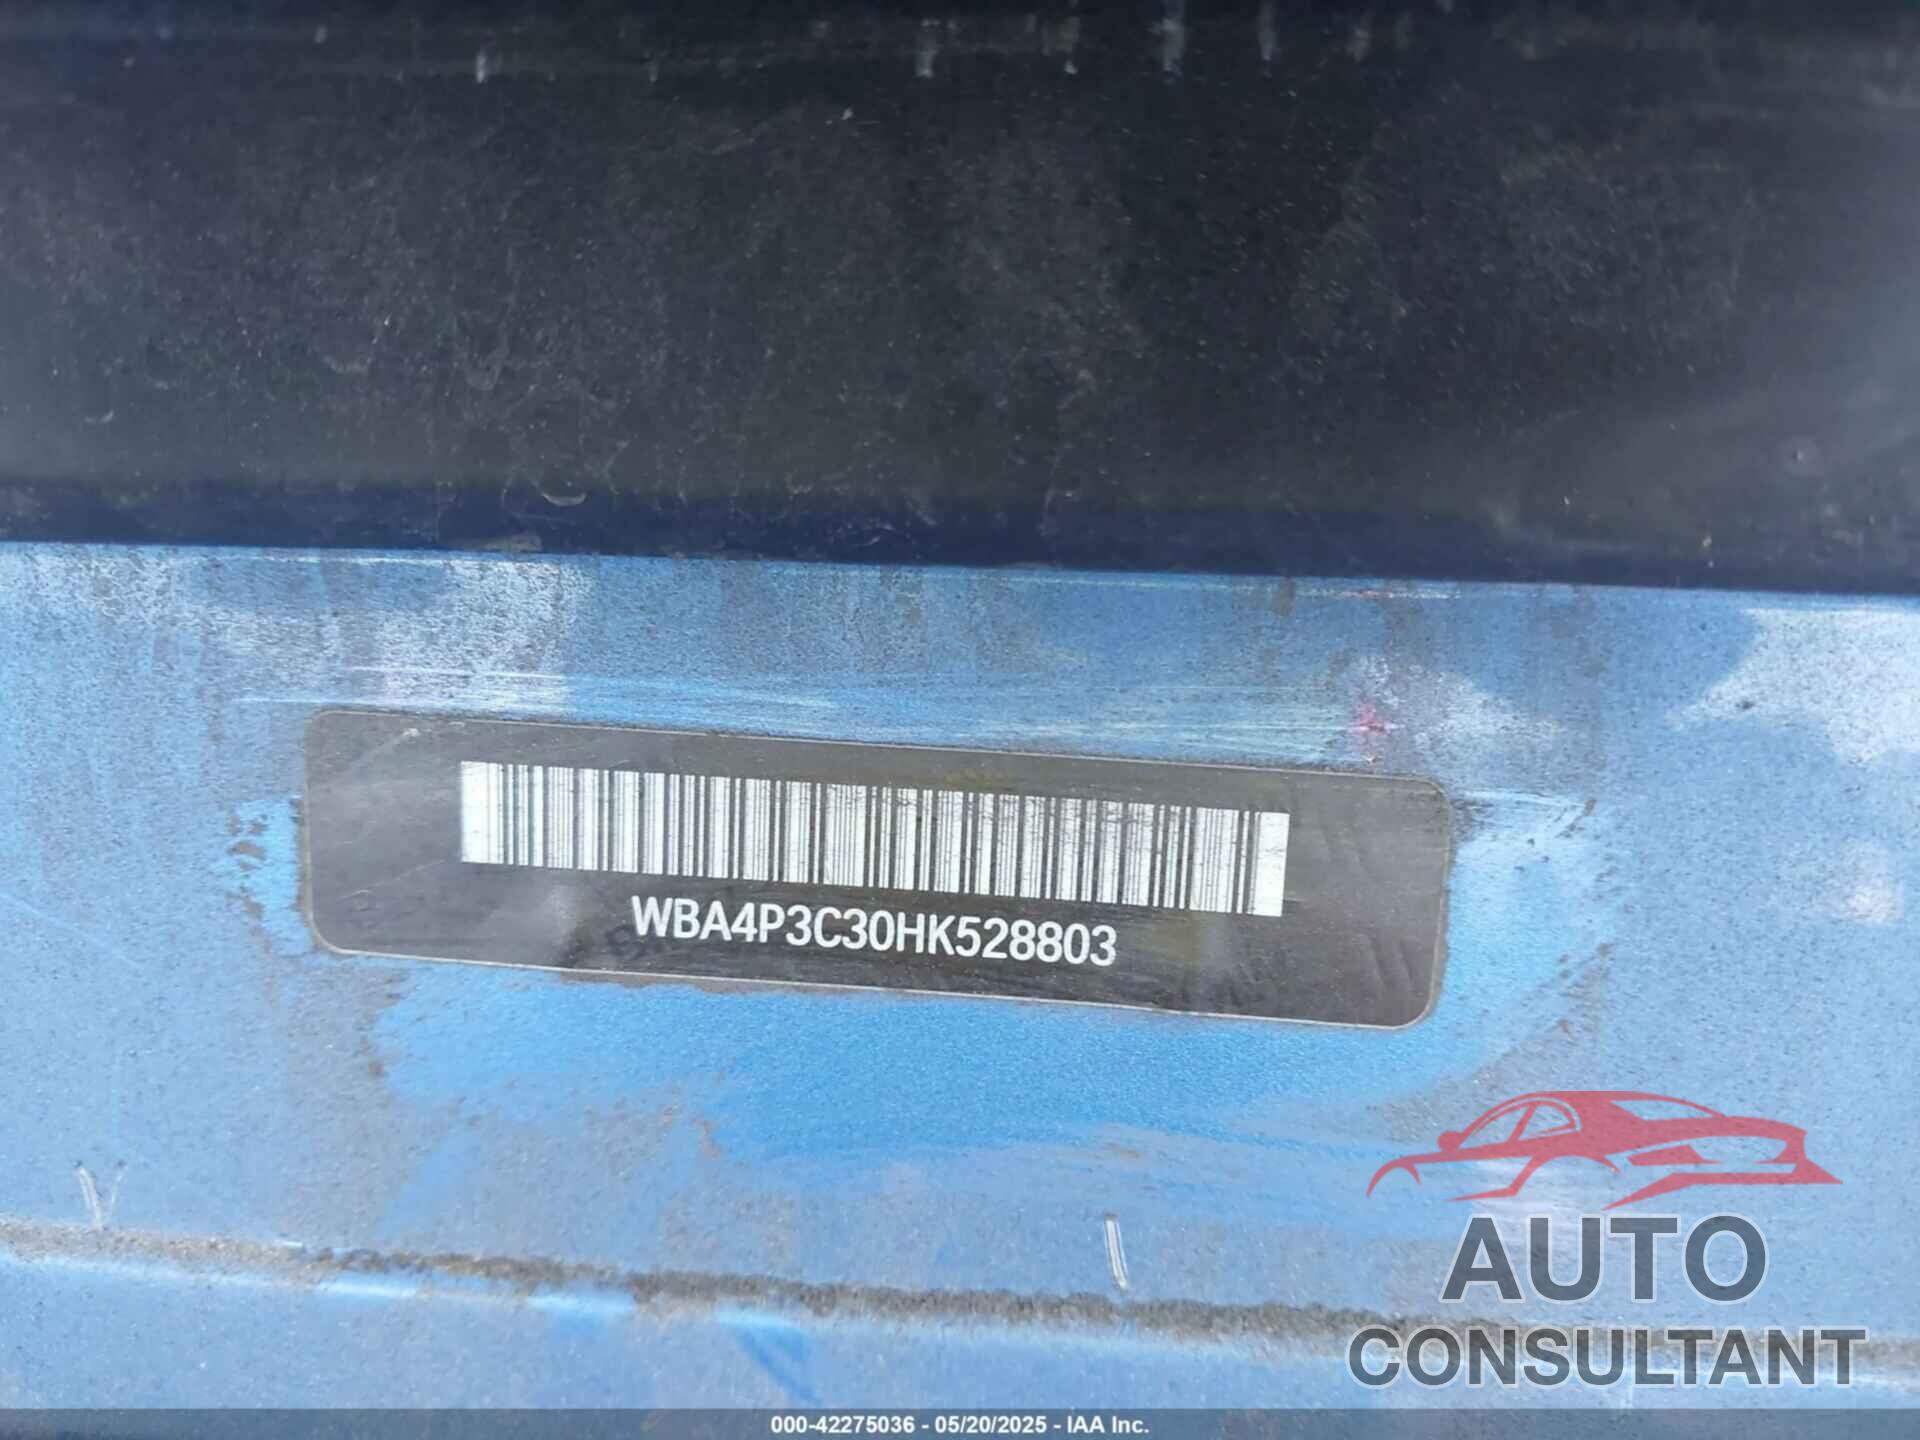 WBA4P3C30HK528803
AUTO
CONSULTANT
000-42275036 - 05/20/2025 - IAA Inc.